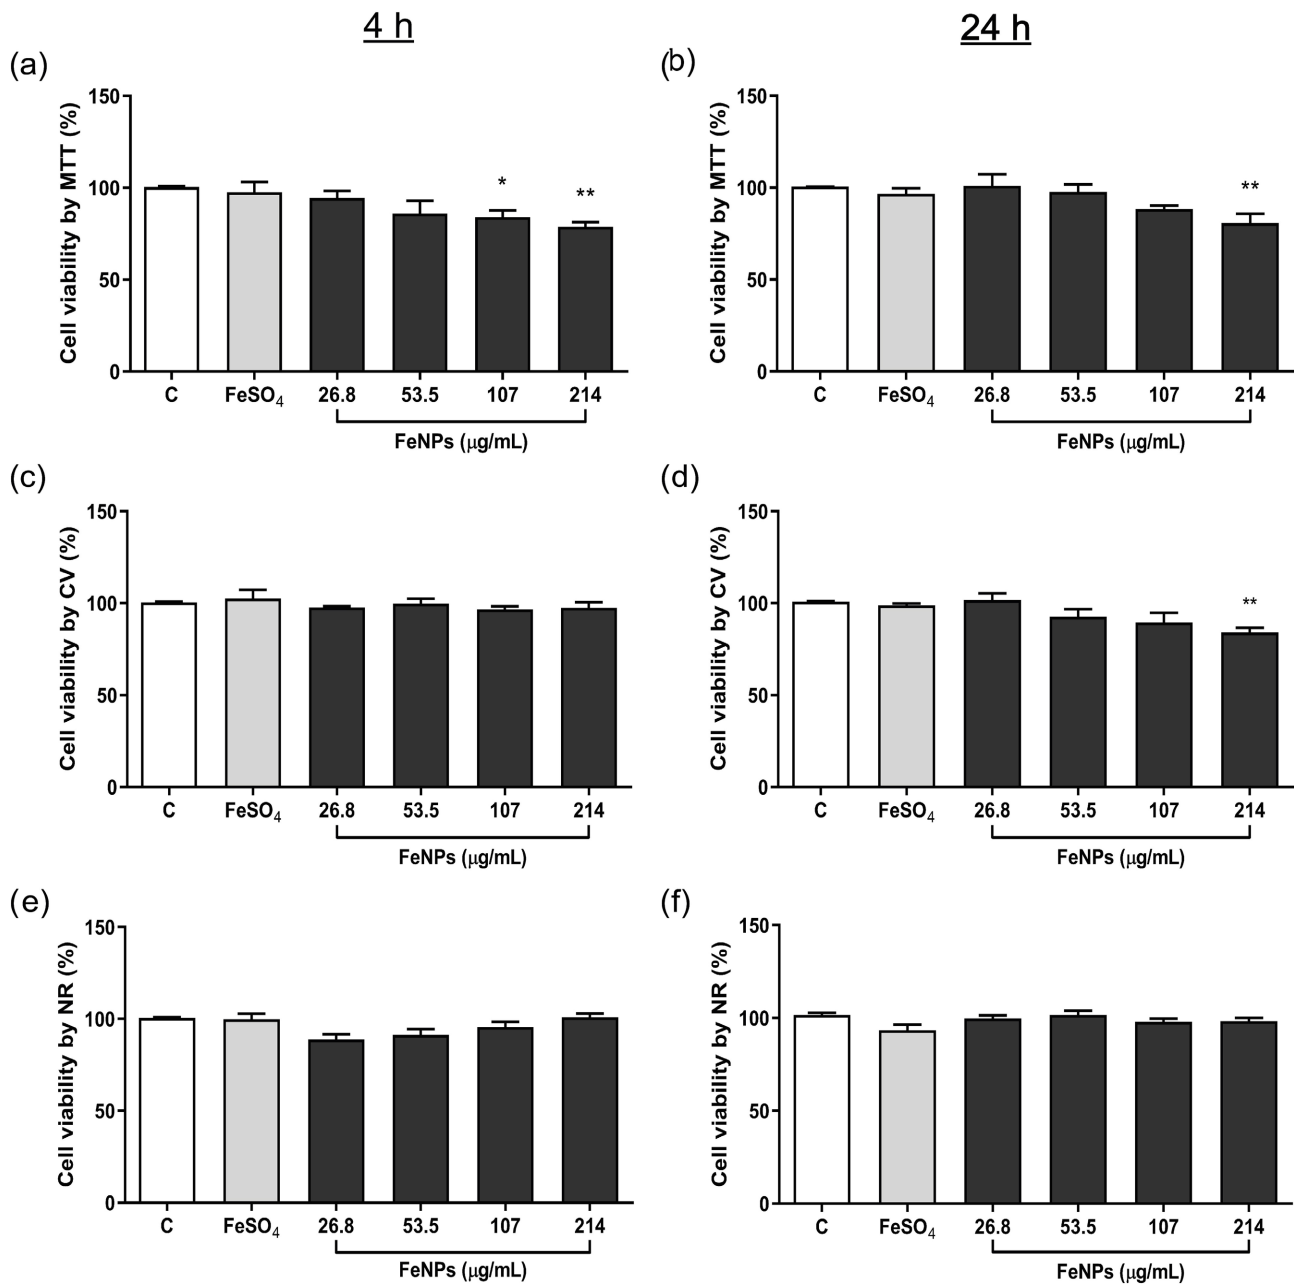 4 h
24 h
(a)
Cell viability by MTT (%)
150
100
50
0
*
**
C FeSO₄ 26.8 53.5 107 214
FeNPs (μg/mL)
(b)
Cell viability by MTT (%)
150
100
50
0
**
C FeSO₄ 26.8 53.5 107 214
FeNPs (μg/mL)
(c)
Cell viability by CV (%)
150
100
50
0
C FeSO₄ 26.8 53.5 107 214
FeNPs (μg/mL)
(d)
Cell viability by CV (%)
150
100
50
0
**
C FeSO₄ 26.8 53.5 107 214
FeNPs (μg/mL)
(e)
Cell viability by NR (%)
150
100
50
0
C FeSO₄ 26.8 53.5 107 214
FeNPs (μg/mL)
(f)
Cell viability by NR (%)
150
100
50
0
C FeSO₄ 26.8 53.5 107 214
FeNPs (μg/mL)